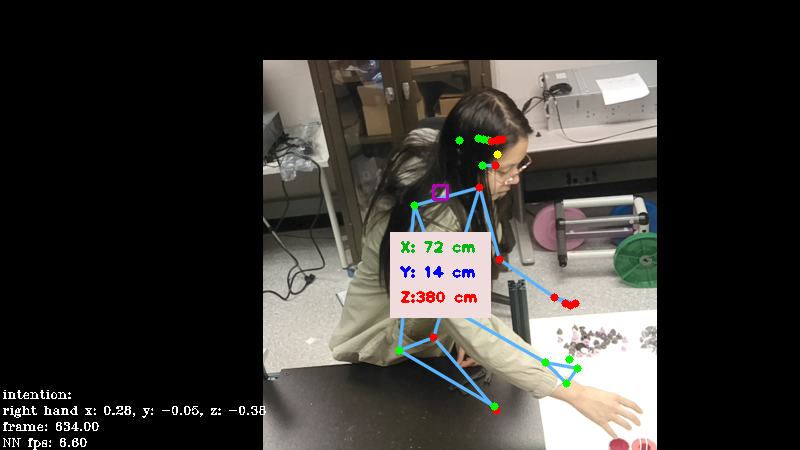 X: 72 cm
Y: 14 cm
Z:380 cm
intention:
right hand x: 0.28, y: -0.05, z: -0.38
frame: 634.00
NN fps: 6.60